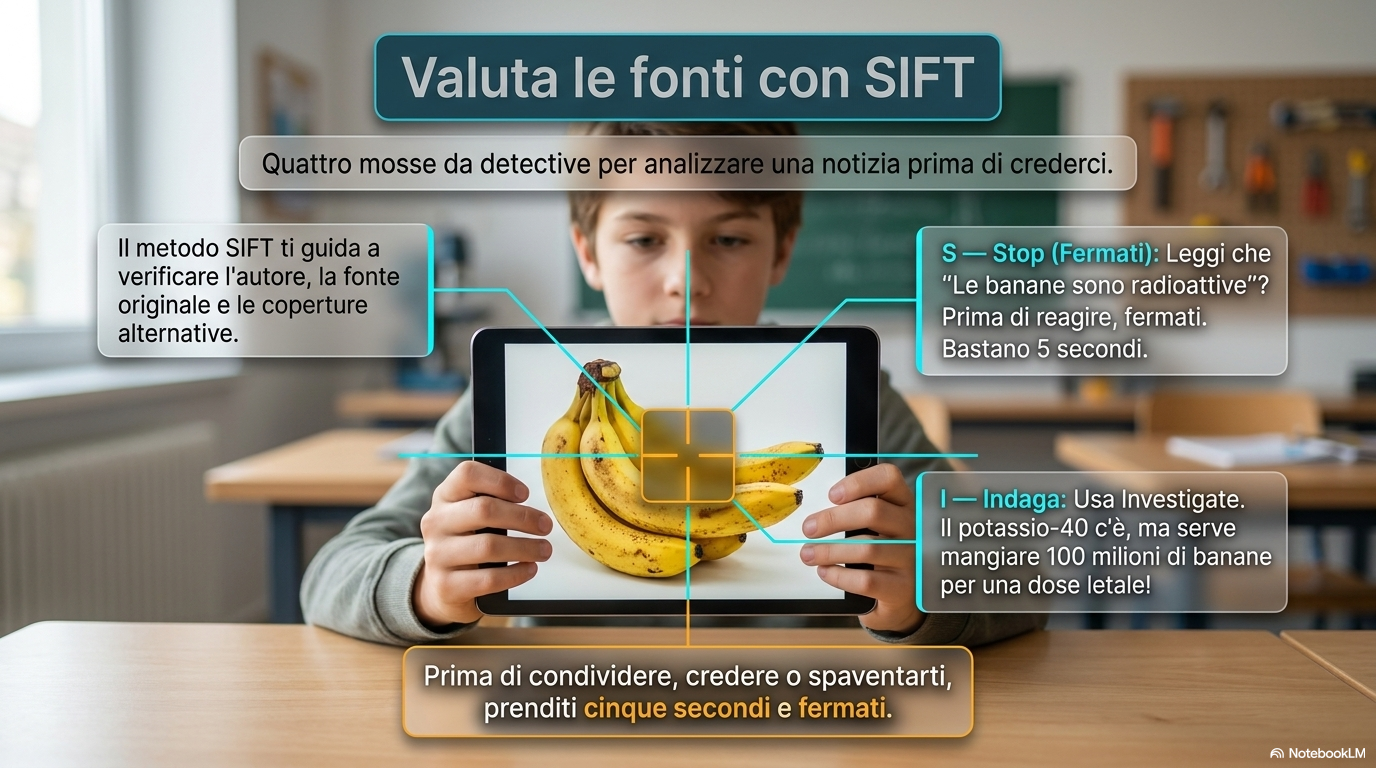 Valuta le fonti con SIFT
Quattro mosse da detective per analizzare una notizia prima di crederci.
Il metodo SIFT ti guida a
verificare l'autore, la fonte
originale e le coperture
alternative.
S — Stop (Fermati): Leggi che
“Le banane sono radioattive”?
Prima di reagire, fermati.
Bastano 5 secondi.
I — Indaga: Usa Investigate.
Il potassio-40 c'è, ma serve
mangiare 100 milioni di banane
per una dose letale!
Prima di condividere, credere o spaventarti,
prenditi cinque secondi e fermati.
NotebookLM